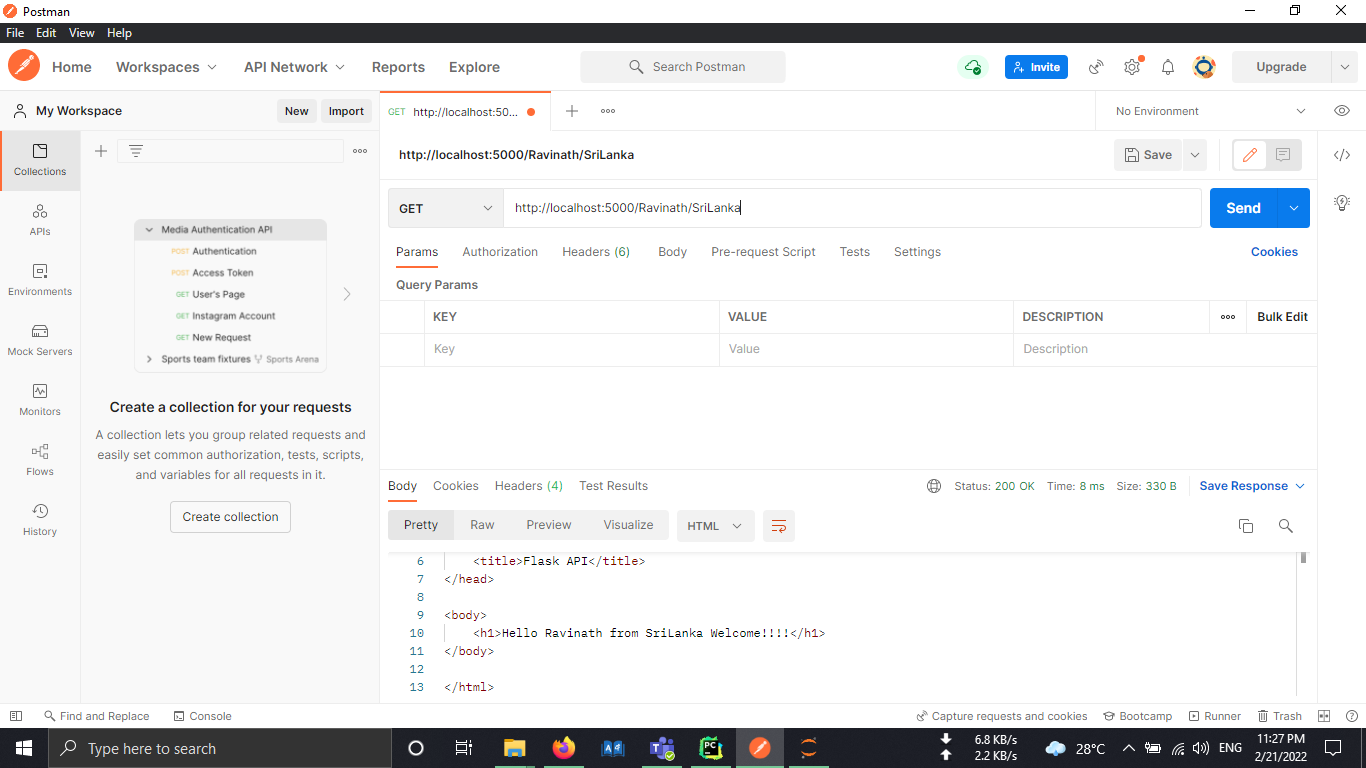 Postman
File Edit View Help
Home Workspaces API Network Reports Explore Search Postman Invite Upgrade
My Workspace New Import GET http://localhost:50... No Environment
http://localhost:5000/Ravinath/SriLanka Save
GET http://localhost:5000/Ravinath/SriLanka Send
Params Authorization Headers (6) Body Pre-request Script Tests Settings Cookies
Query Params
KEY VALUE DESCRIPTION Bulk Edit
Key Value Description
Collections
APIs
Environments
Mock Servers
Monitors
Flows
History
Media Authentication API
POST Authentication
POST Access Token
GET User's Page
GET Instagram Account
GET New Request
Sports team fixtures Sports Arena
Create a collection for your requests
A collection lets you group related requests and
easily set common authorization, tests, scripts,
and variables for all requests in it.
Create collection
Body Cookies Headers (4) Test Results Status: 200 OK Time: 8 ms Size: 330 B Save Response
Pretty Raw Preview Visualize HTML
6 <title>Flask API</title>
7 </head>
8
9 <body>
10 <h1>Hello Ravinath from SriLanka Welcome!!!!</h1>
11 </body>
12
13 </html>
Find and Replace Console Capture requests and cookies Bootcamp Runner Trash
Type here to search
PC
6.8 KB/s
2.2 KB/s
28°C ENG
11:27 PM
2/21/2022